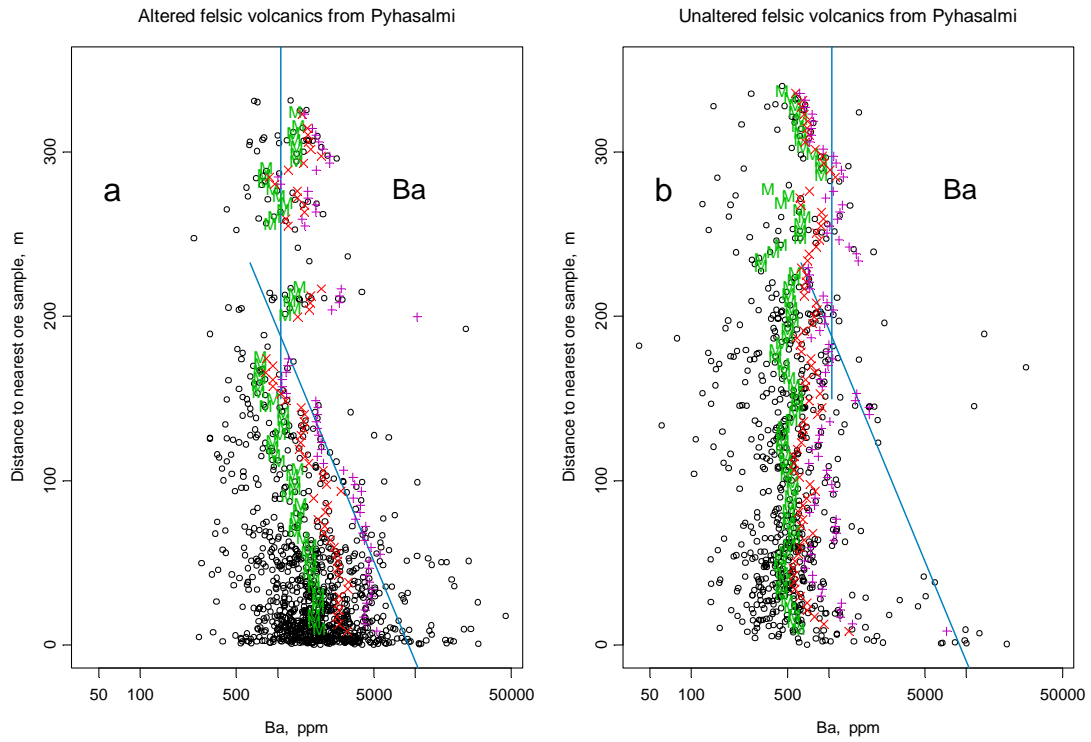 Altered felsic volcanics from Pyhasalmi
Distance to nearest ore sample, m
300
200
100
0
a
Ba
50 100 500 5000 50000
Ba, ppm
Unaltered felsic volcanics from Pyhasalmi
Distance to nearest ore sample, m
300
200
100
0
b
Ba
50 100 500 5000 50000
Ba, ppm